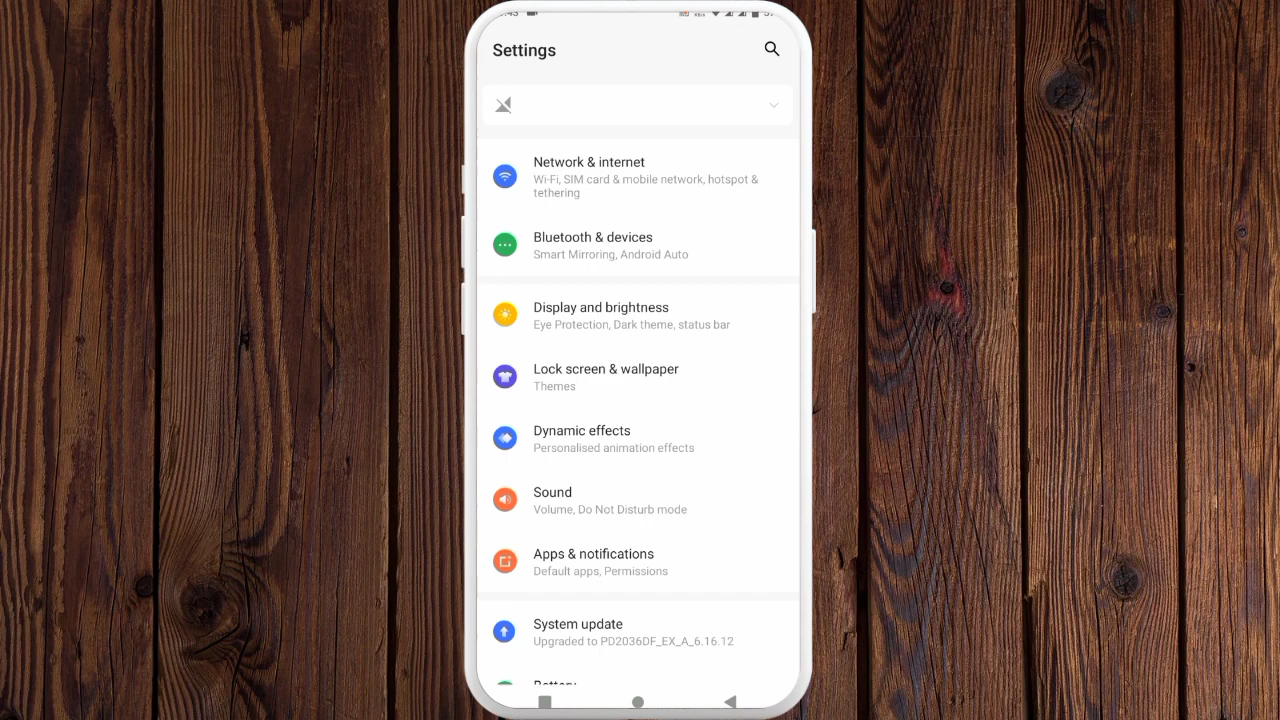 Settings
Network & internet
Wi-Fi, SIM card & mobile network, hotspot &
tethering
Bluetooth & devices
Smart Mirroring, Android Auto
Display and brightness
Eye Protection, Dark theme, status bar
Lock screen & wallpaper
Themes
Dynamic effects
Personalised animation effects
Sound
Volume, Do Not Disturb mode
Apps & notifications
Default apps, Permissions
System update
Upgraded to PD2036DF_EX_A_6.16.12
Battery